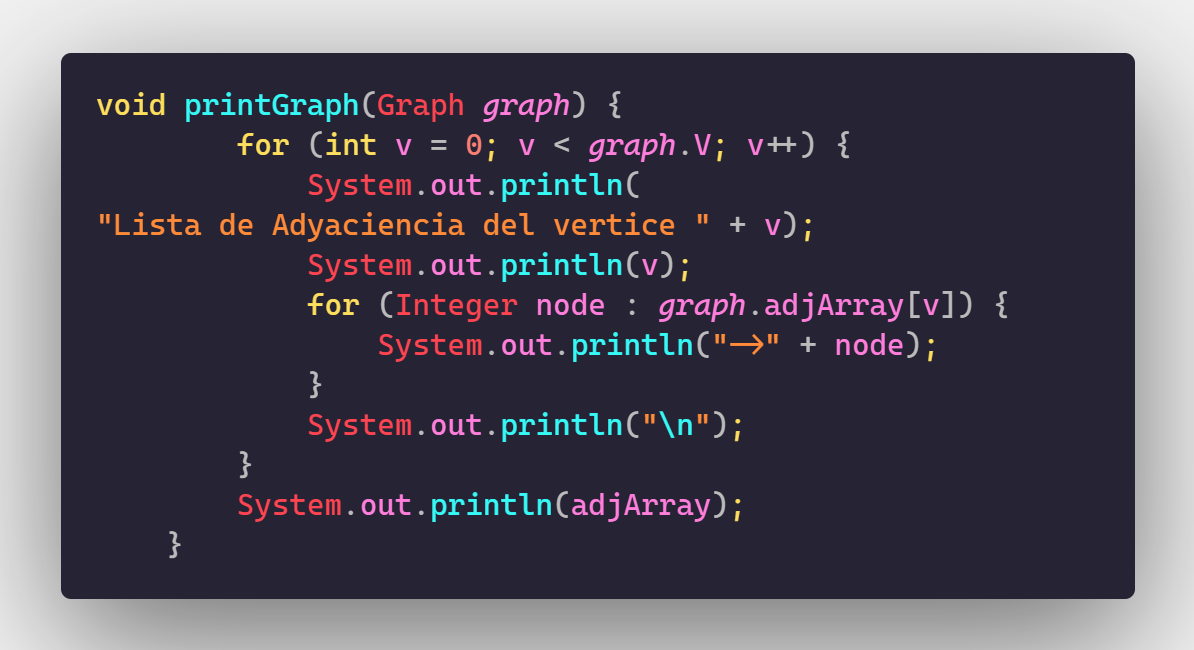 void printGraph(Graph graph) {
        for (int v = 0; v < graph.V; v++) {
            System.out.println(
"Lista de Adyaciencia del vertice " + v);
            System.out.println(v);
            for (Integer node : graph.adjArray[v]) {
                System.out.println("->" + node);
            }
            System.out.println("\n");
        }
        System.out.println(adjArray);
    }